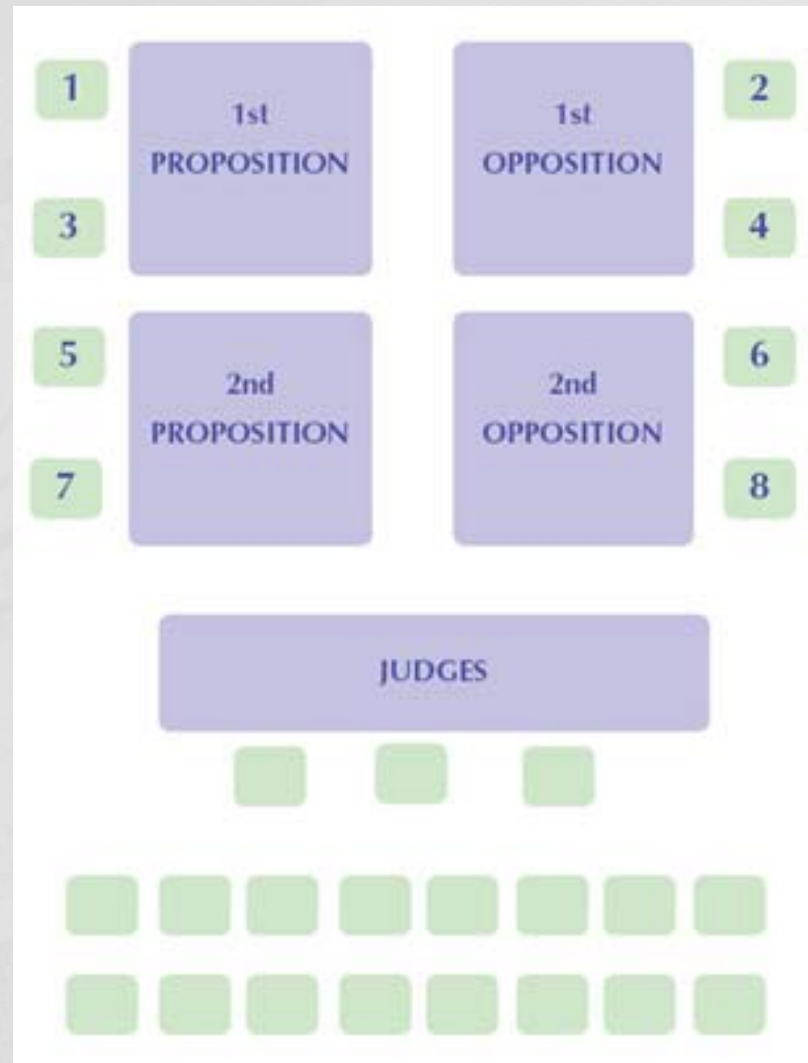 1
1st
PROPOSITION
1st
OPPOSITION
2
3
4
5
2nd
PROPOSITION
2nd
OPPOSITION
6
7
8
JUDGES